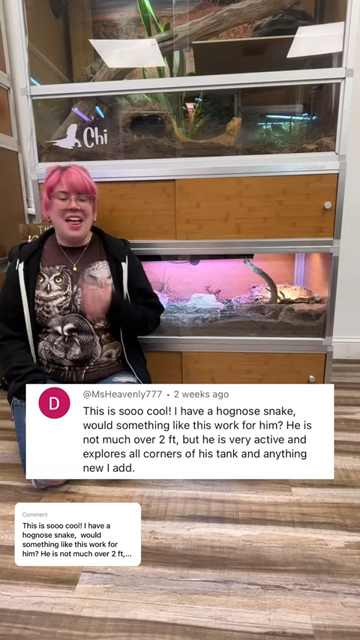 Chi
@MsHeavenly777 • 2 weeks ago
D
This is sooo cool! I have a hognose snake,
would something like this work for him? He is
not much over 2 ft, but he is very active and
explores all corners of his tank and anything
new I add.
Comment
This is sooo cool! I have a
hognose snake, would
something like this work for
him? He is not much over 2 ft,...